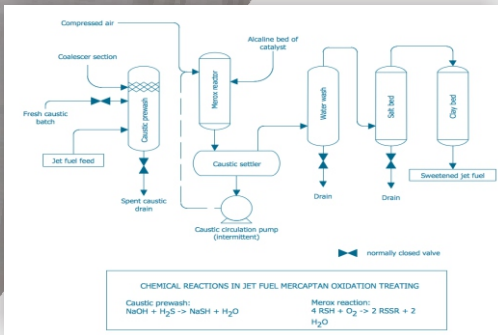 Compressed air
Coalescer section
Alcaline bed of
catalyst
Fresh caustic
batch
Caustic prewash
Merox reactor
Water wash
Salt bed
Clay bed
Jet fuel feed
Caustic settler
Spent caustic
drain
Drain
Drain
Sweetened jet fuel
Caustic circulation pump
(intermittent)
normally closed valve
CHEMICAL REACTIONS IN JET FUEL MERCAPTAN OXIDATION TREATING
Caustic prewash:
NaOH + H2S -> NaSH + H2O
Merox reaction:
4 RSH + O2 -> 2 RSSR + 2
H2O